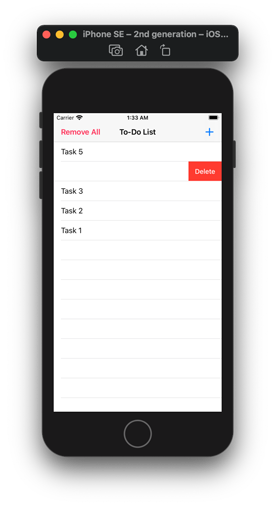 iPhone SE – 2nd generation – iOS...
Carrier 1:33 AM
Remove All To-Do List +
Task 5
Delete
Task 3
Task 2
Task 1